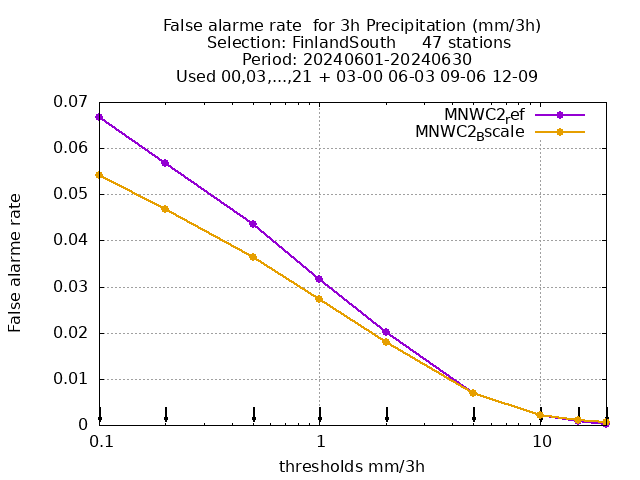 False alarme rate  for 3h Precipitation (mm/3h)
Selection: FinlandSouth     47 stations
Period: 20240601-20240630
Used 00,03,...,21 + 03-00 06-03 09-06 12-09
MNWC2ref
MNWC2Bscale
0.07
0.06
0.05
0.04
0.03
0.02
0.01
0
False alarme rate
0.1 1 10
thresholds mm/3h